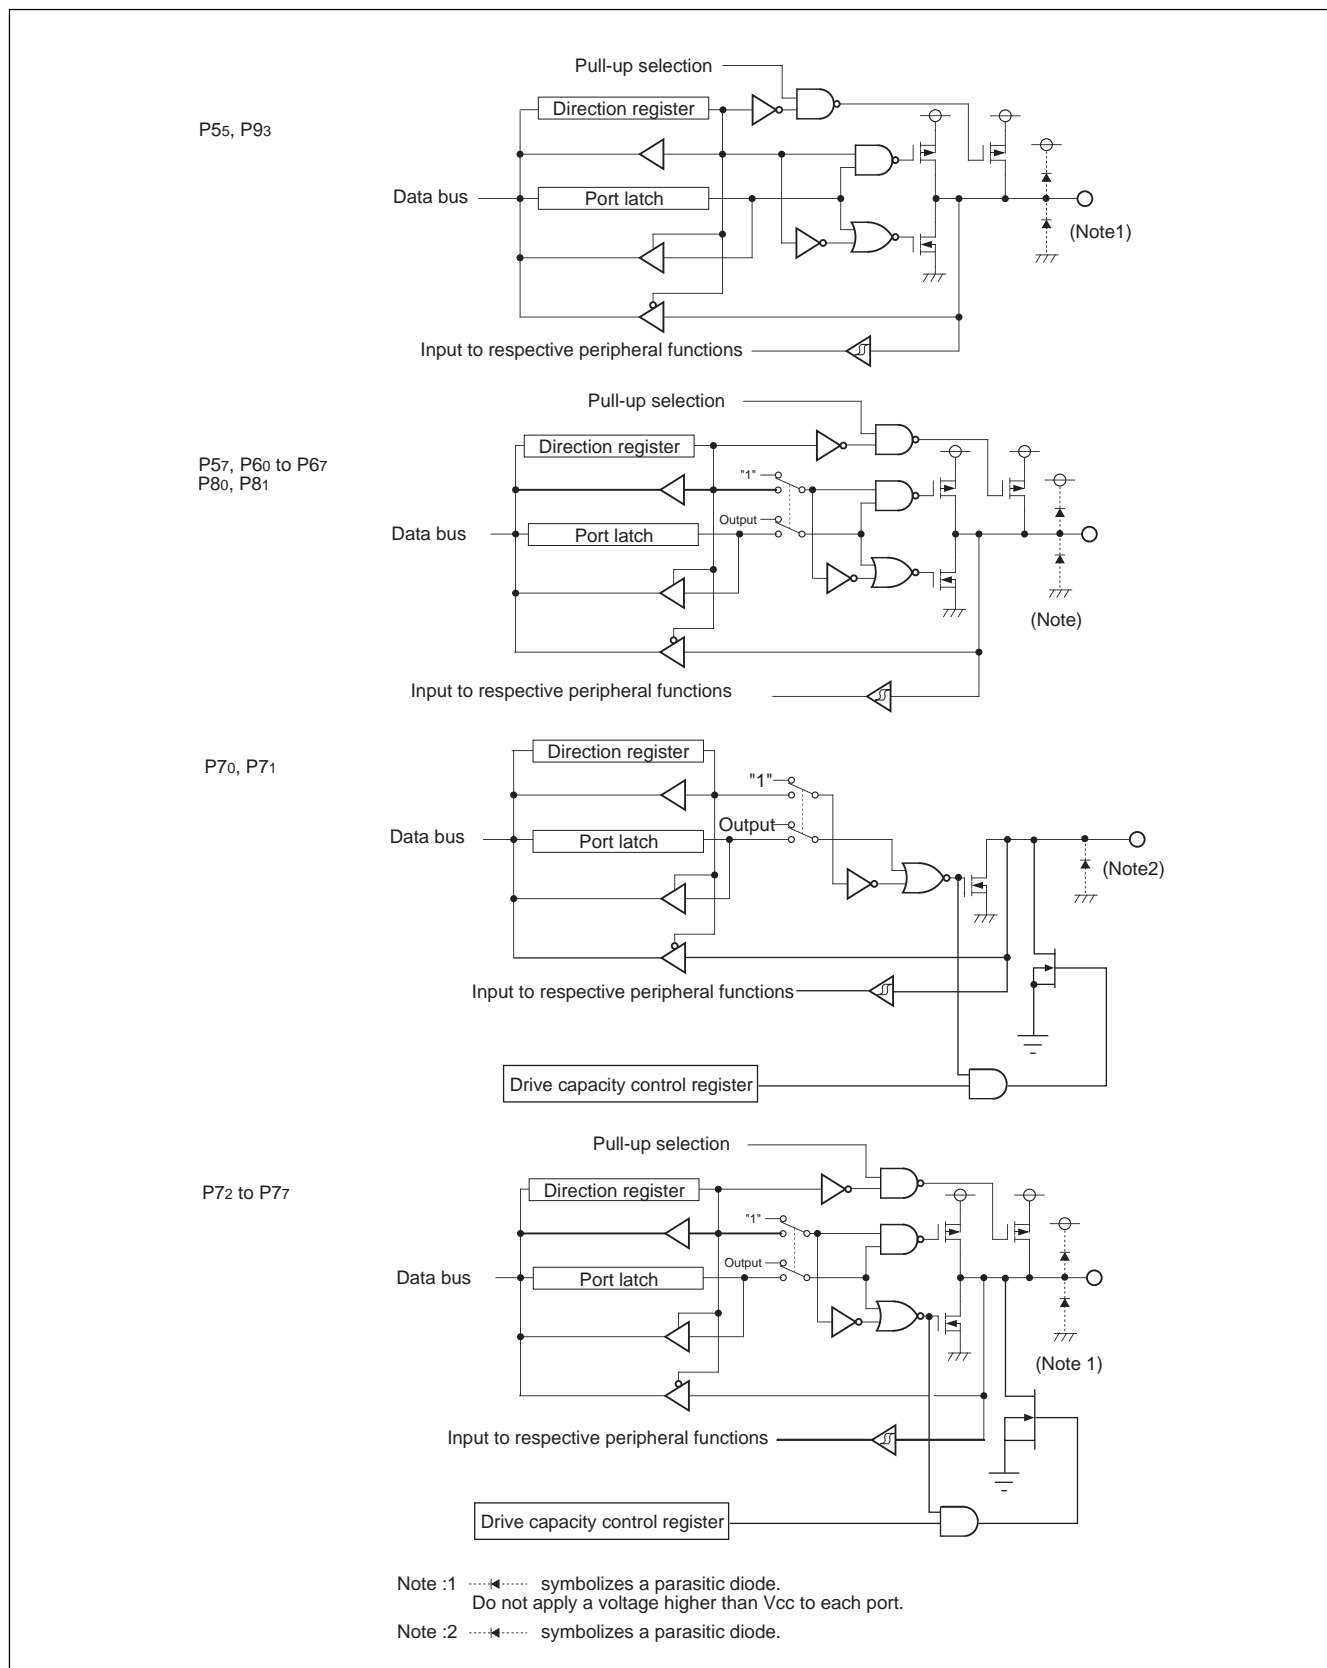 Pull-up selection
Direction register
P55, P93
Data bus
Port latch
(Note1)
Input to respective peripheral functions
Pull-up selection
Direction register
P57, P60 to P67
P80, P81
"1"
Output
Data bus
Port latch
(Note)
Input to respective peripheral functions
Direction register
P70, P71
"1"
Output
Data bus
Port latch
(Note2)
Input to respective peripheral functions
Drive capacity control register
Pull-up selection
P72 to P77
Direction register
"1"
Output
Data bus
Port latch
(Note 1)
Input to respective peripheral functions
Drive capacity control register
Note :1 symbolizes a parasitic diode.
Do not apply a voltage higher than Vcc to each port.
Note :2 symbolizes a parasitic diode.